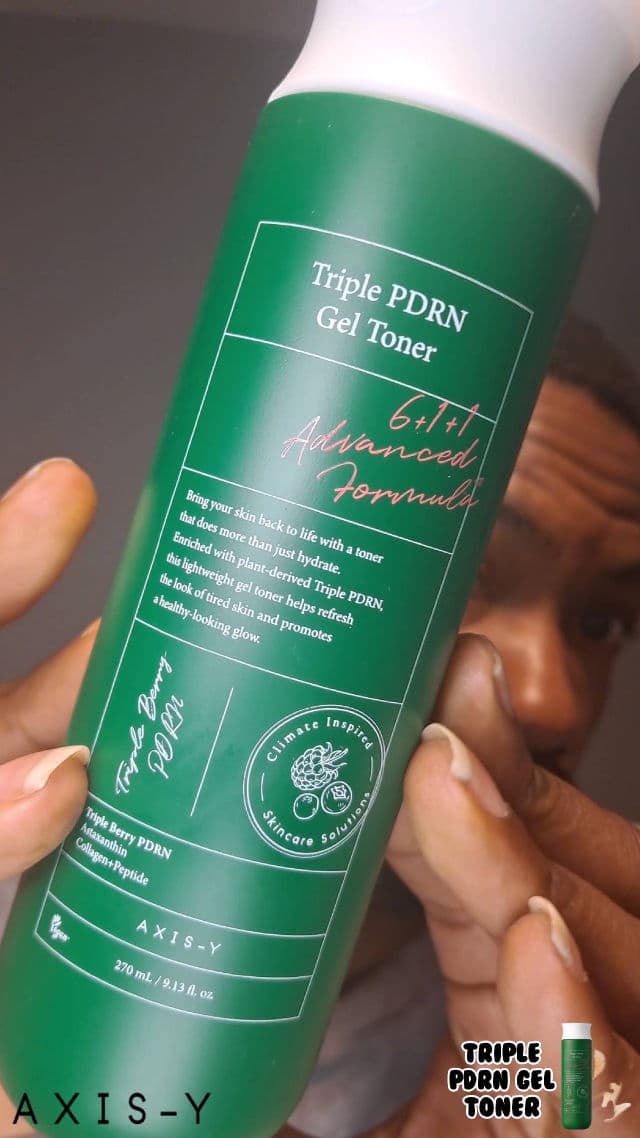 Triple PDRN
Gel Toner
6+1+1
Advanced
Formula™
Bring your skin back to life with a toner
that does more than just hydrate.
Enriched with plant-derived Triple PDRN,
this lightweight gel toner helps refresh
the look of tired skin and promotes
a healthy-looking glow.
Triple Berry
PDRN
Climate Inspired
Skincare Solutions
Triple Berry PDRN
Astaxanthin
Collagen+Peptide
AXIS-Y
Vegan
270 mL / 9.13 fl. oz
AXIS-Y
TRIPLE
PDRN GEL
TONER